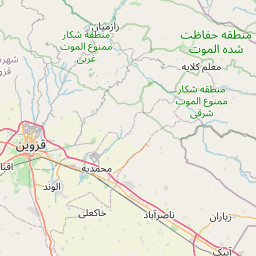 رازمیان
منطقه شکار
ممنوع الموت
غربی
منطقه حفاظت
شده الموت
معلم کلایه
منطقه شکار
ممنوع الموت
شرقی
شهر
قزوین
محمدیه
الوند
خاکعلی
ناصرآباد
زیاران
آبیک